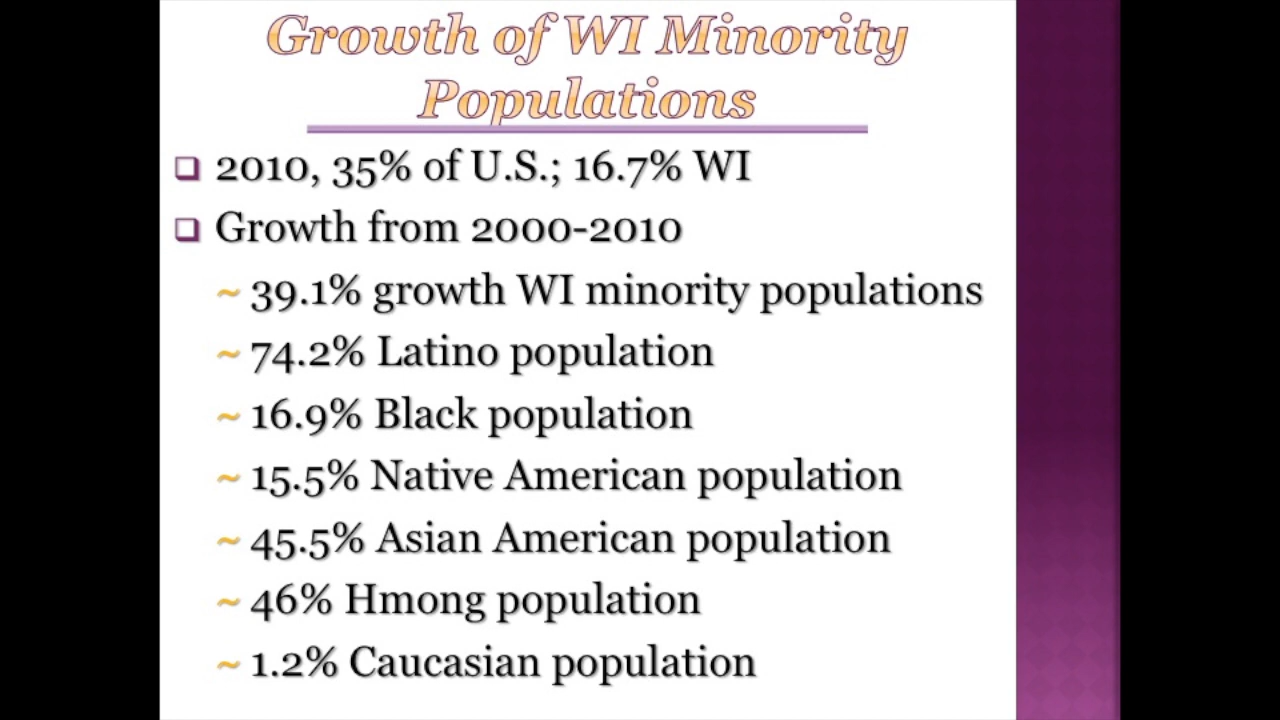 Growth of WI Minority
Populations
❑ 2010, 35% of U.S.; 16.7% WI
❑ Growth from 2000-2010
~ 39.1% growth WI minority populations
~ 74.2% Latino population
~ 16.9% Black population
~ 15.5% Native American population
~ 45.5% Asian American population
~ 46% Hmong population
~ 1.2% Caucasian population